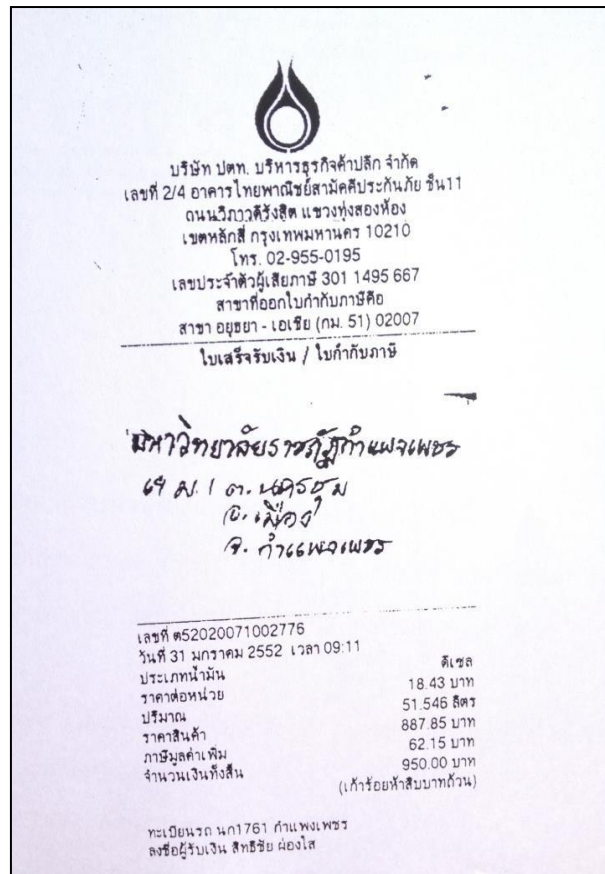 บริษัท ปตท. บริหารธุรกิจค้าปลีก จำกัด
เลขที่ 2/4 อาคารไทยพาณิชย์สามัคคีประกันภัย ชั้น11
ถนนวิภาวดีรังสิต แขวงทุ่งสองห้อง
เขตหลักสี่ กรุงเทพมหานคร 10210
โทร. 02-955-0195
เลขประจำตัวผู้เสียภาษี 301 1495 667
สาขาที่ออกใบกำกับภาษีคือ
สาขา อยุธยา - เอเชีย (กม. 51) 02007
ใบเสร็จรับเงิน / ใบกำกับภาษี
มหาวิทยาลัยราชภัฏกำแพงเพชร
ม. 1 ต. นครชุม
อ. เมือง
จ. กำแพงเพชร
เลขที่ ต52020071002776
วันที่ 31 มกราคม 2552 เวลา 09:11
ประเภทน้ำมัน ดีเซล
ราคาต่อหน่วย 18.43 บาท
ปริมาณ 51.546 ลิตร
ราคาสินค้า 887.85 บาท
ภาษีมูลค่าเพิ่ม 62.15 บาท
จำนวนเงินทั้งสิ้น 950.00 บาท
(เก้าร้อยห้าสิบบาทถ้วน)
ทะเบียนรถ นก1761 กำแพงเพชร
ลงชื่อผู้รับเงิน สิทธิชัย ผ่องใส